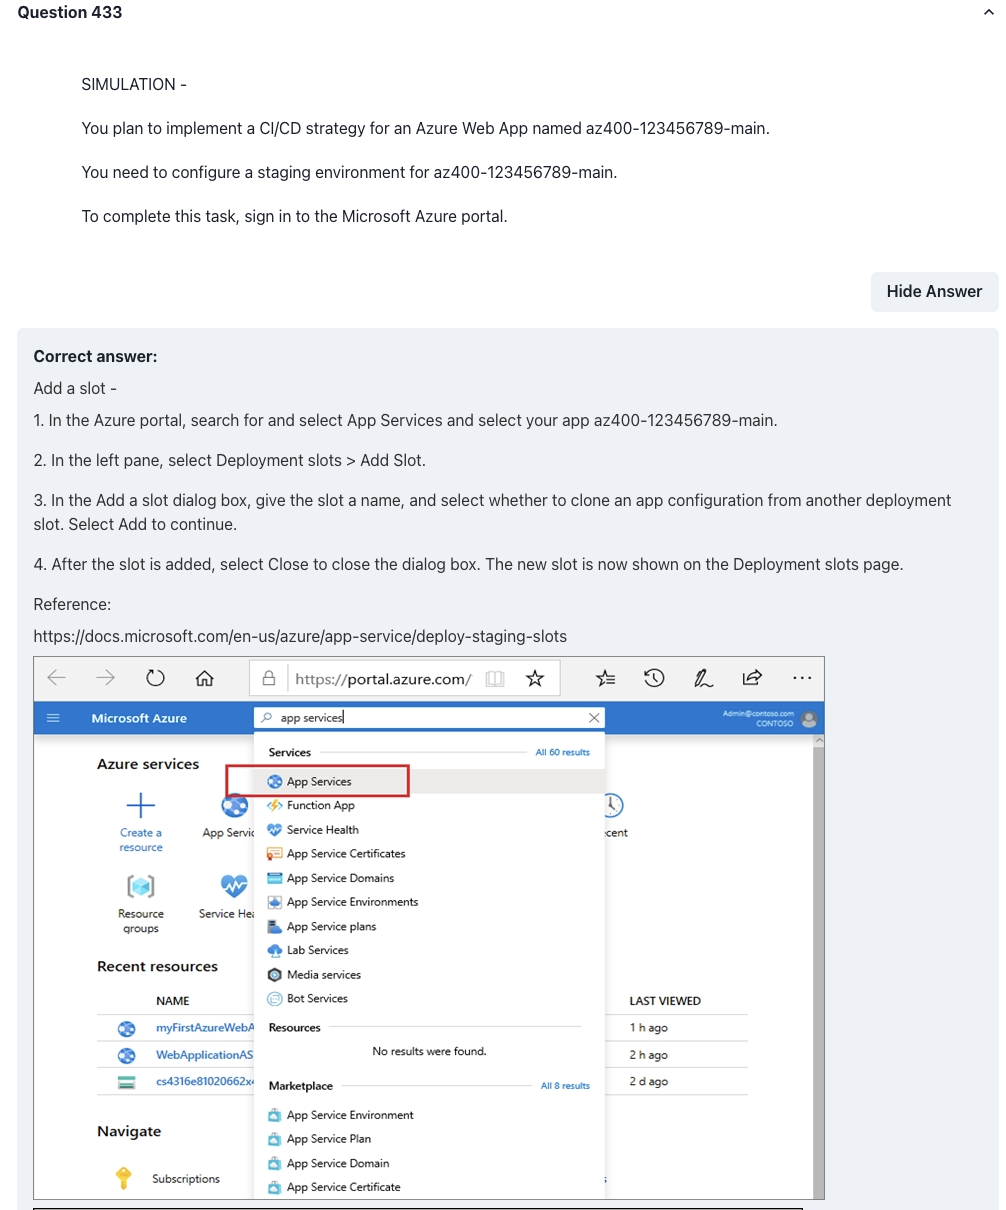 Question 433
SIMULATION -
You plan to implement a CI/CD strategy for an Azure Web App named az400-123456789-main.
You need to configure a staging environment for az400-123456789-main.
To complete this task, sign in to the Microsoft Azure portal.
Hide Answer
Correct answer:
Add a slot -
1. In the Azure portal, search for and select App Services and select your app az400-123456789-main.
2. In the left pane, select Deployment slots > Add Slot.
3. In the Add a slot dialog box, give the slot a name, and select whether to clone an app configuration from another deployment
slot. Select Add to continue.
4. After the slot is added, select Close to close the dialog box. The new slot is now shown on the Deployment slots page.
Reference:
https://docs.microsoft.com/en-us/azure/app-service/deploy-staging-slots
https://portal.azure.com/
Microsoft Azure
app services
Admin@contoso.com
CONTOSO
Services
All 60 results
Azure services
App Services
Function App
Service Health
App Service Certificates
App Service Domains
App Service Environments
App Service plans
Lab Services
Media services
Bot Services
Create a
resource
App Servic
cent
Resource
groups
Service Hea
Recent resources
NAME
LAST VIEWED
Resources
myFirstAzureWebA
1 h ago
No results were found.
WebApplicationAS
2 h ago
cs4316e81020662x4
2 d ago
Marketplace
All 8 results
App Service Environment
App Service Plan
App Service Domain
App Service Certificate
Navigate
Subscriptions
s